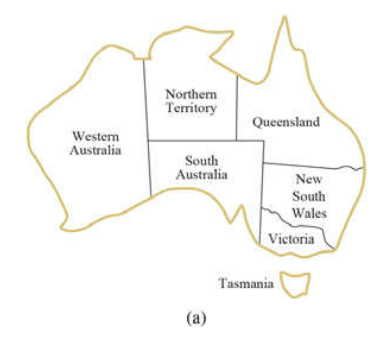 Northern
Territory
Western
Australia
Queensland
South
Australia
New
South
Wales
Victoria
Tasmania
(a)